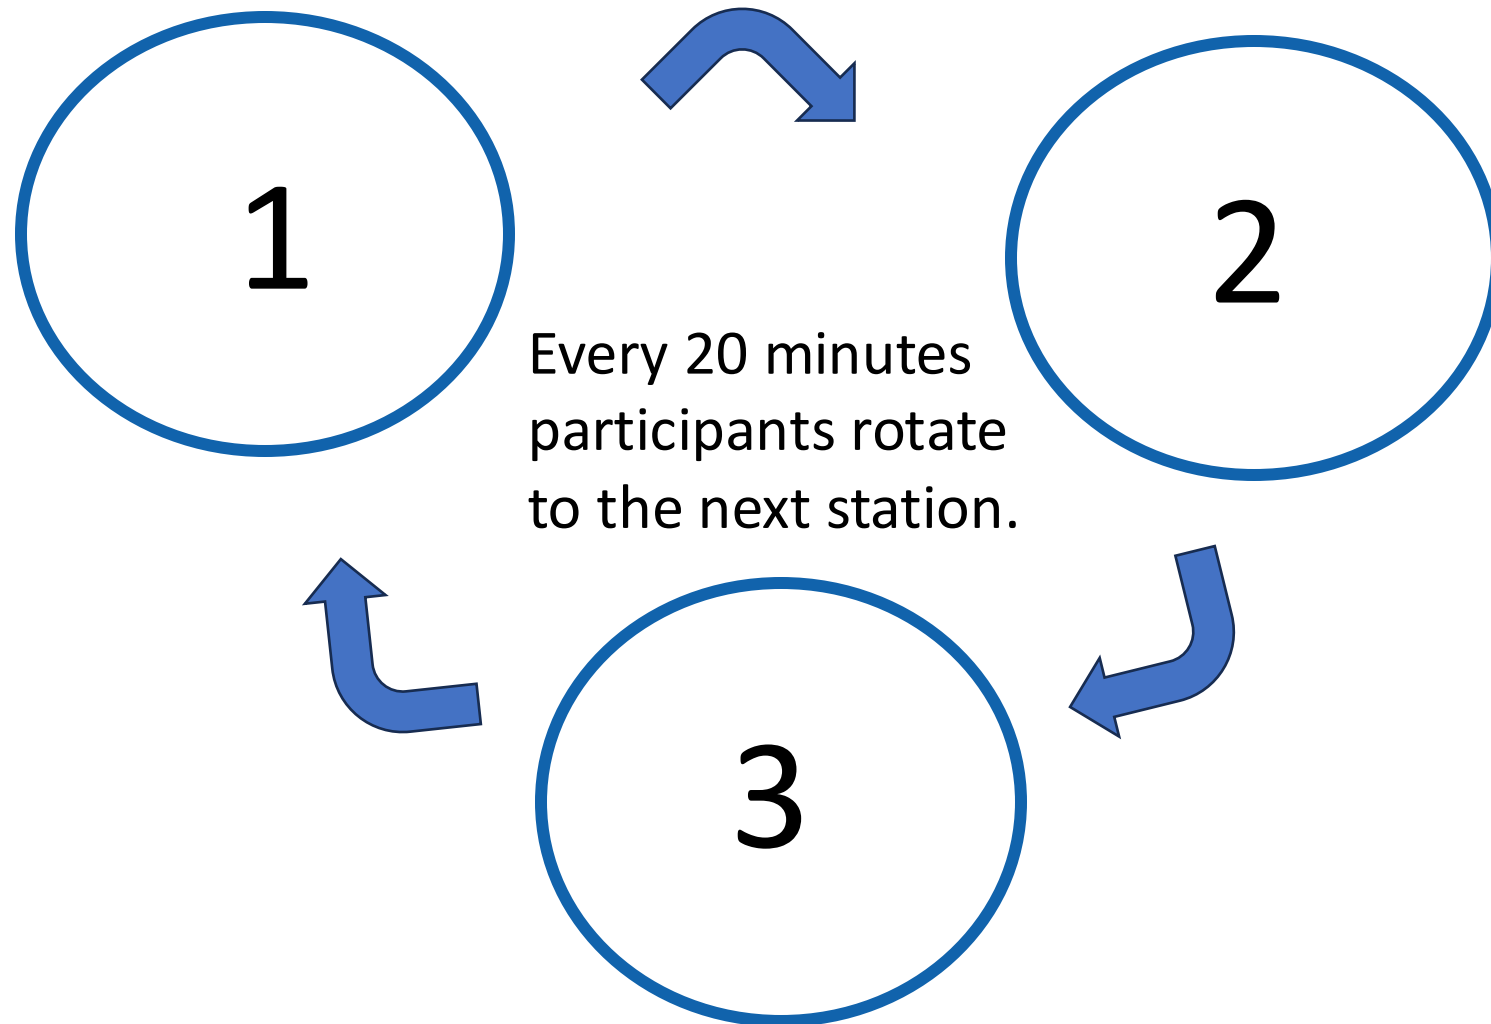 1
2
Every 20 minutes
participants rotate
to the next station.
3